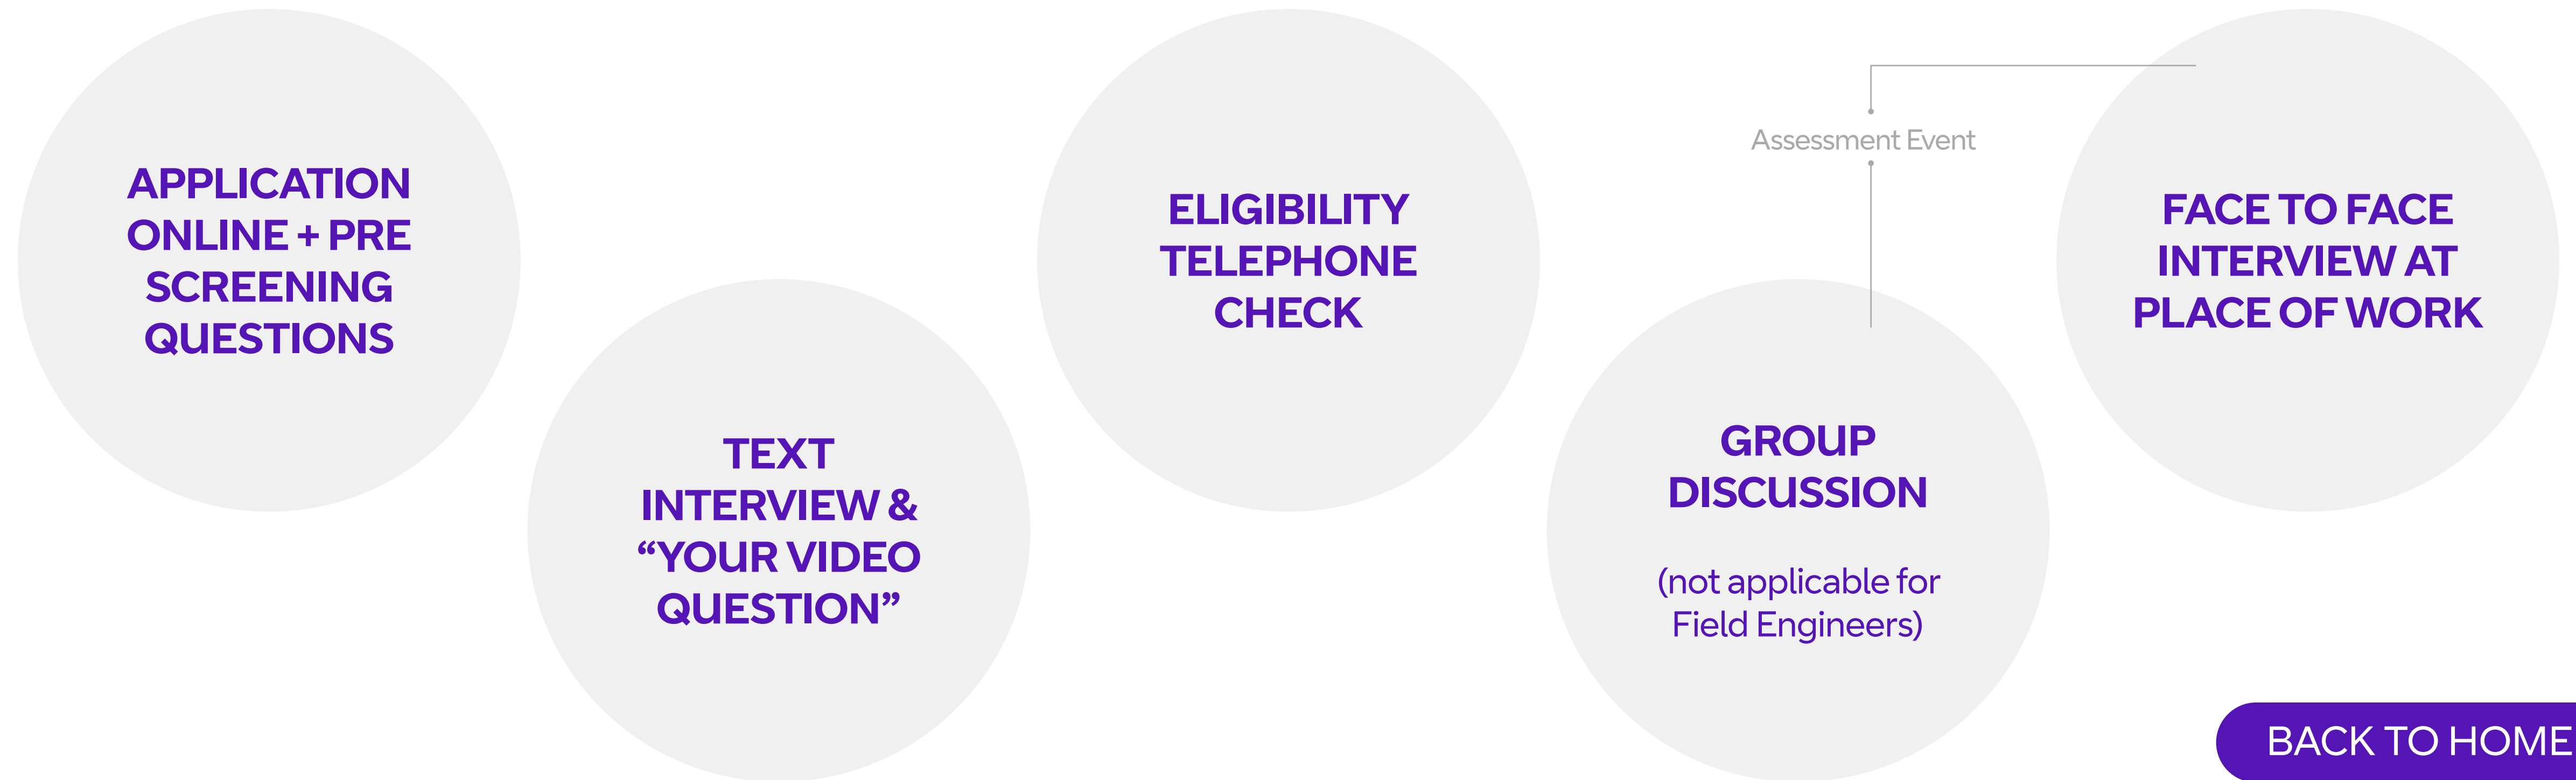 APPLICATION
ONLINE + PRE
SCREENING
QUESTIONS
TEXT
INTERVIEW &
“YOUR VIDEO
QUESTION”
ELIGIBILITY
TELEPHONE
CHECK
Assessment Event
GROUP
DISCUSSION
(not applicable for
Field Engineers)
FACE TO FACE
INTERVIEW AT
PLACE OF WORK
BACK TO HOME